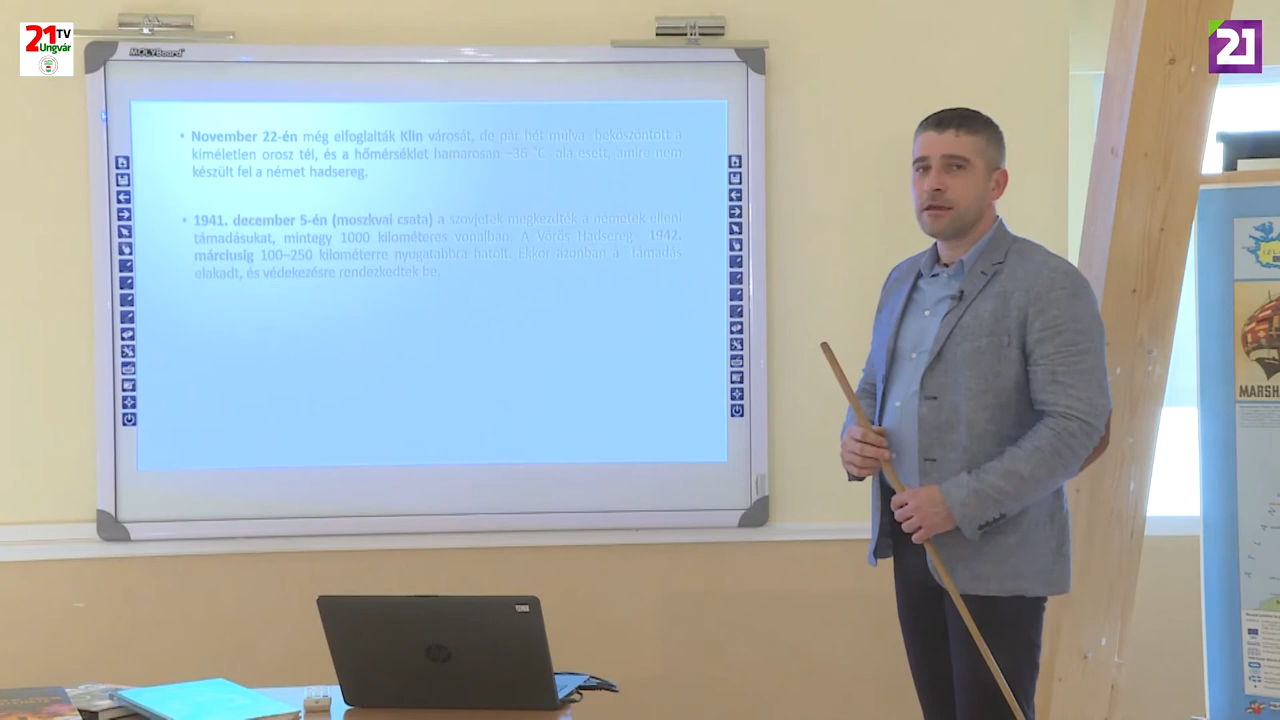 21 TV
Ungvár
21
MOLYBoard
• November 22-én még elfoglalták Klin városát, de pár hét múlva beköszöntött a
kíméletlen orosz tél, és a hőmérséklet hamarosan –36 °C alá esett, amire nem
készült fel a német hadsereg.
• 1941. december 5-én (moszkvai csata) a szovjetek megkezdték a németek elleni
támadásukat, mintegy 1000 kilométeres vonalban. A Vörös Hadsereg 1942.
márciusig 100–250 kilométerre nyugatabbra hatolt. Ekkor azonban a támadás
elakadt, és védekezésre rendezkedtek be.
IZL
MARSH
hp